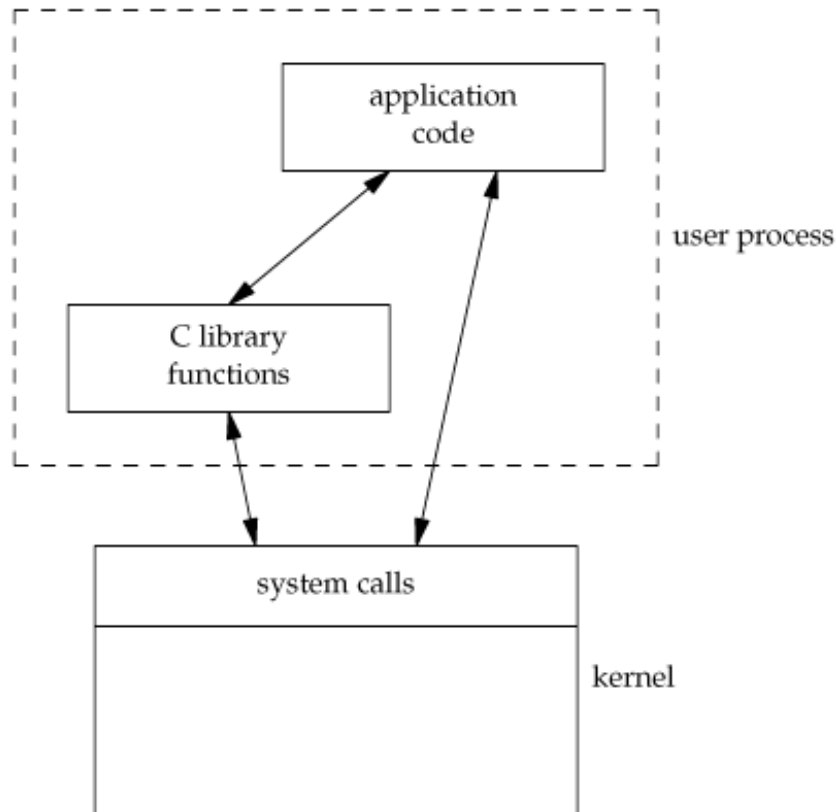 application
code
user process
C library
functions
system calls
kernel